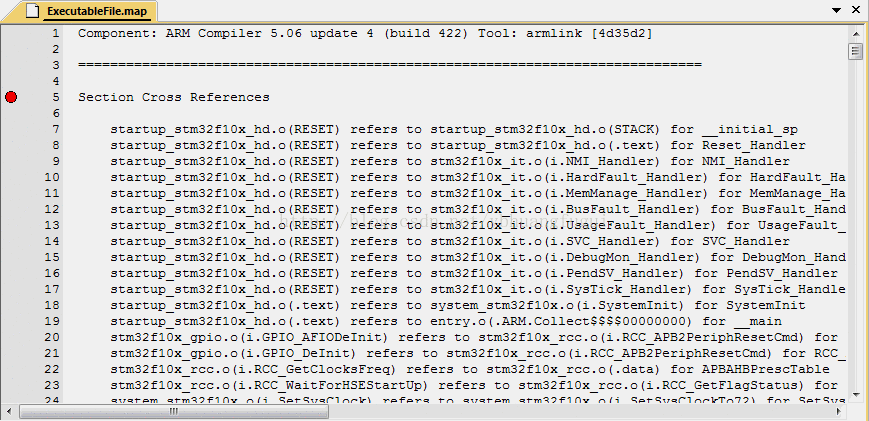 ExecutableFile.map
1 Component: ARM Compiler 5.06 update 4 (build 422) Tool: armlink [4d35d2]
2
3 ==============================================================================
4
5 Section Cross References
6
7 startup_stm32f10x_hd.o(RESET) refers to startup_stm32f10x_hd.o(STACK) for __initial_sp
8 startup_stm32f10x_hd.o(RESET) refers to startup_stm32f10x_hd.o(.text) for Reset_Handler
9 startup_stm32f10x_hd.o(RESET) refers to stm32f10x_it.o(i.NMI_Handler) for NMI_Handler
10 startup_stm32f10x_hd.o(RESET) refers to stm32f10x_it.o(i.HardFault_Handler) for HardFault_Ha
11 startup_stm32f10x_hd.o(RESET) refers to stm32f10x_it.o(i.MemManage_Handler) for MemManage_Ha
12 startup_stm32f10x_hd.o(RESET) refers to stm32f10x_it.o(i.BusFault_Handler) for BusFault_Hand
13 startup_stm32f10x_hd.o(RESET) refers to stm32f10x_it.o(i.UsageFault_Handler) for UsageFault_
14 startup_stm32f10x_hd.o(RESET) refers to stm32f10x_it.o(i.SVC_Handler) for SVC_Handler
15 startup_stm32f10x_hd.o(RESET) refers to stm32f10x_it.o(i.DebugMon_Handler) for DebugMon_Hand
16 startup_stm32f10x_hd.o(RESET) refers to stm32f10x_it.o(i.PendSV_Handler) for PendSV_Handler
17 startup_stm32f10x_hd.o(RESET) refers to stm32f10x_it.o(i.SysTick_Handler) for SysTick_Handle
18 startup_stm32f10x_hd.o(.text) refers to system_stm32f10x.o(i.SystemInit) for SystemInit
19 startup_stm32f10x_hd.o(.text) refers to entry.o(.ARM.Collect$$$$00000000) for __main
20 stm32f10x_gpio.o(i.GPIO_AFIODeInit) refers to stm32f10x_rcc.o(i.RCC_APB2PeriphResetCmd) for
21 stm32f10x_gpio.o(i.GPIO_DeInit) refers to stm32f10x_rcc.o(i.RCC_APB2PeriphResetCmd) for RCC_
22 stm32f10x_rcc.o(i.RCC_GetClocksFreq) refers to stm32f10x_rcc.o(.data) for APBAHBPrescTable
23 stm32f10x_rcc.o(i.RCC_WaitForHSEStartUp) refers to stm32f10x_rcc.o(i.RCC_GetFlagStatus) for
24 system_stm32f10x.o(i.SetSysClock) refers to system_stm32f10x.o(i.SetSysClockTo72) for SetSys